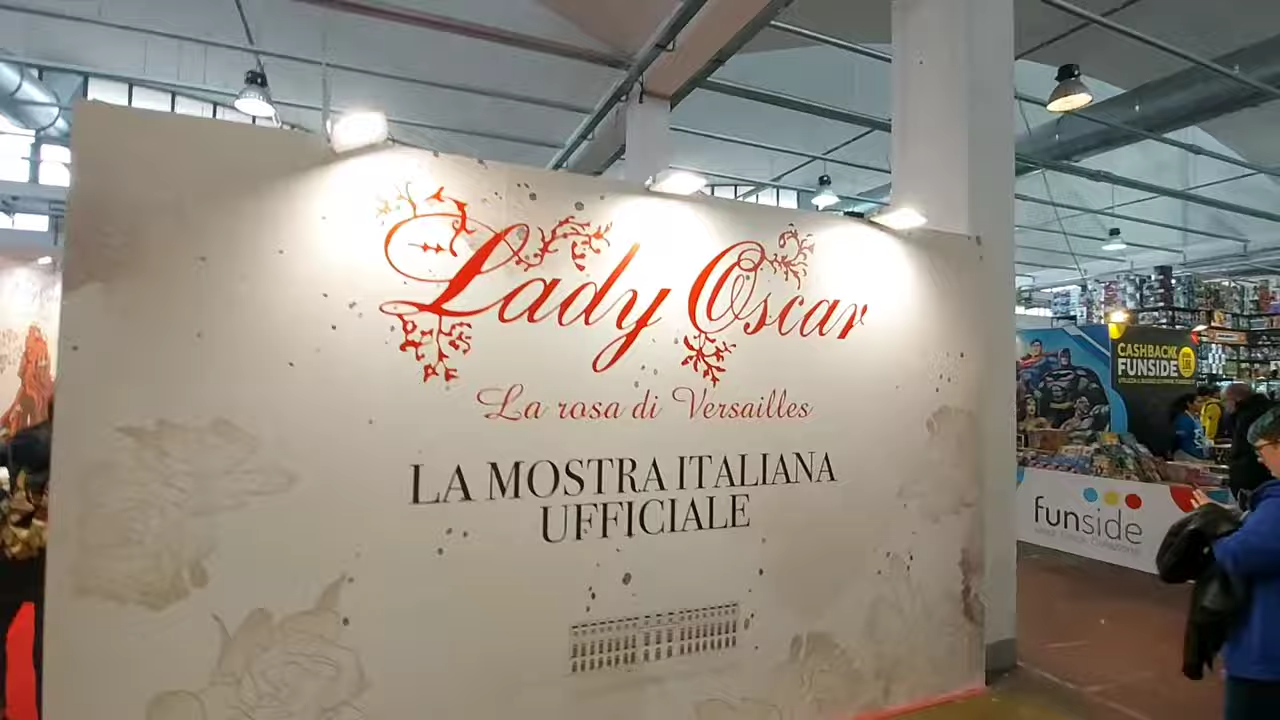 Lady Oscar
La rosa di Versailles
LA MOSTRA ITALIANA
UFFICIALE
CASHBACK
FUNSIDE
funside